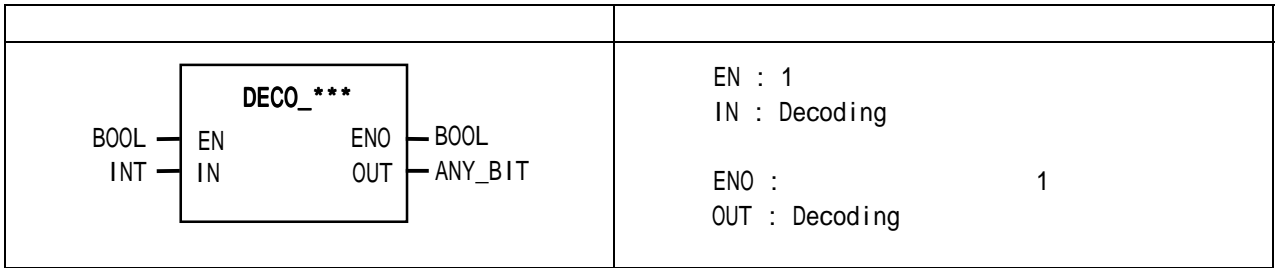 DECO_***
BOOL EN ENO BOOL
INT IN OUT ANY_BIT
EN : 1
IN : Decoding
ENO : 1
OUT : Decoding